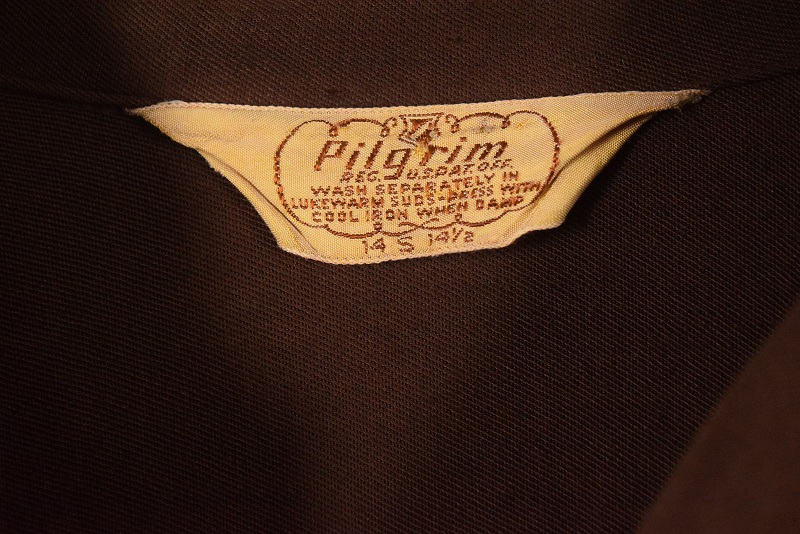 Pilgrim
REG. U.S.PAT.OFF.
WASH SEPARATELY IN
LUKEWARM SUDS-PRESS WITH
COOL IRON WHEN DAMP
14 S 14½